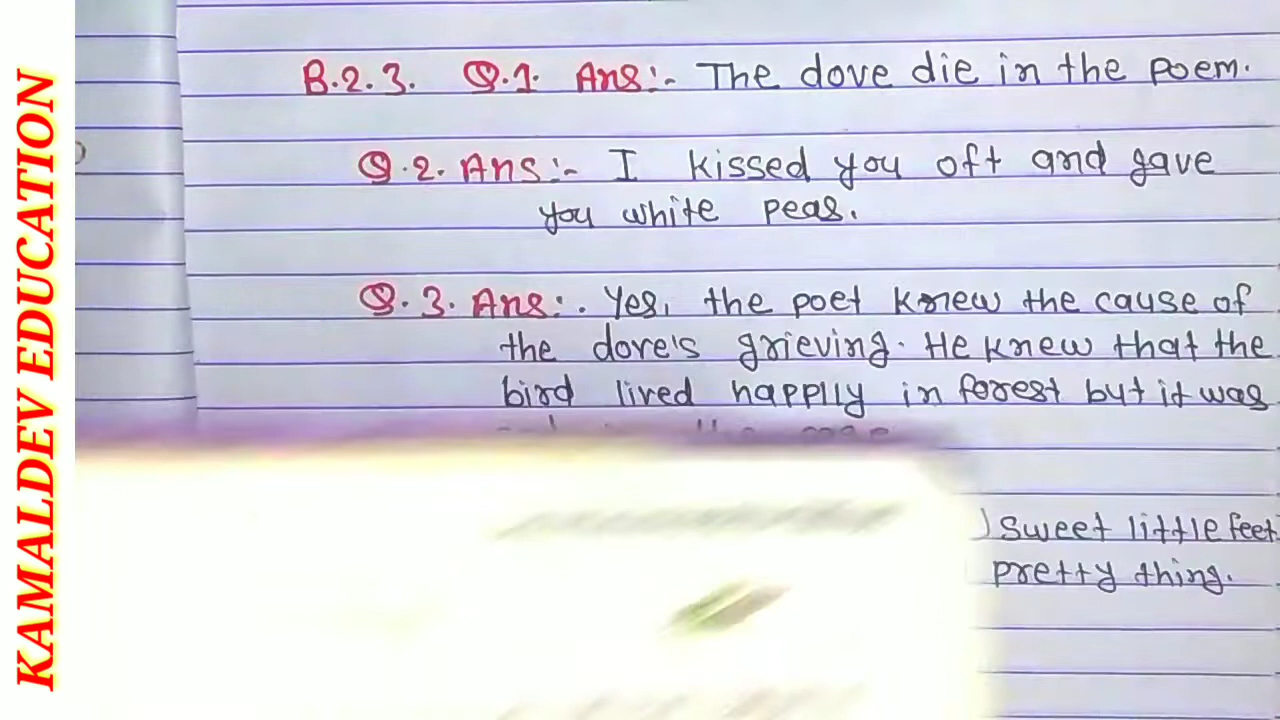 KAMALDEV EDUCATION
B.2.3. Q.1. Ans:- The dove die in the poem.
Q.2. Ans:- I kissed you oft and gave
you white peas.
Q.3. Ans:. Yes, the poet knew the cause of
the dove's grieving. He knew that the
bird lived happily in forest but it was
sweet little feet.
pretty thing.